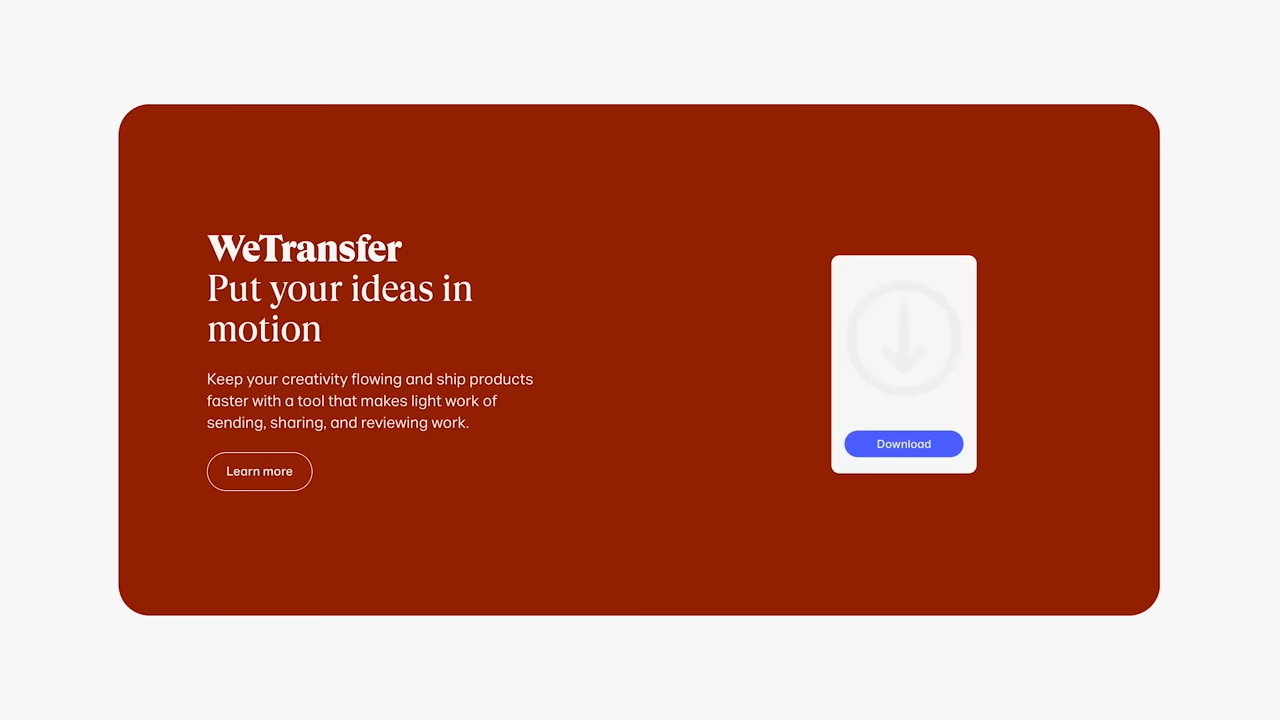 WeTransfer
Put your ideas in
motion
Keep your creativity flowing and ship products
faster with a tool that makes light work of
sending, sharing, and reviewing work.
Learn more
Download